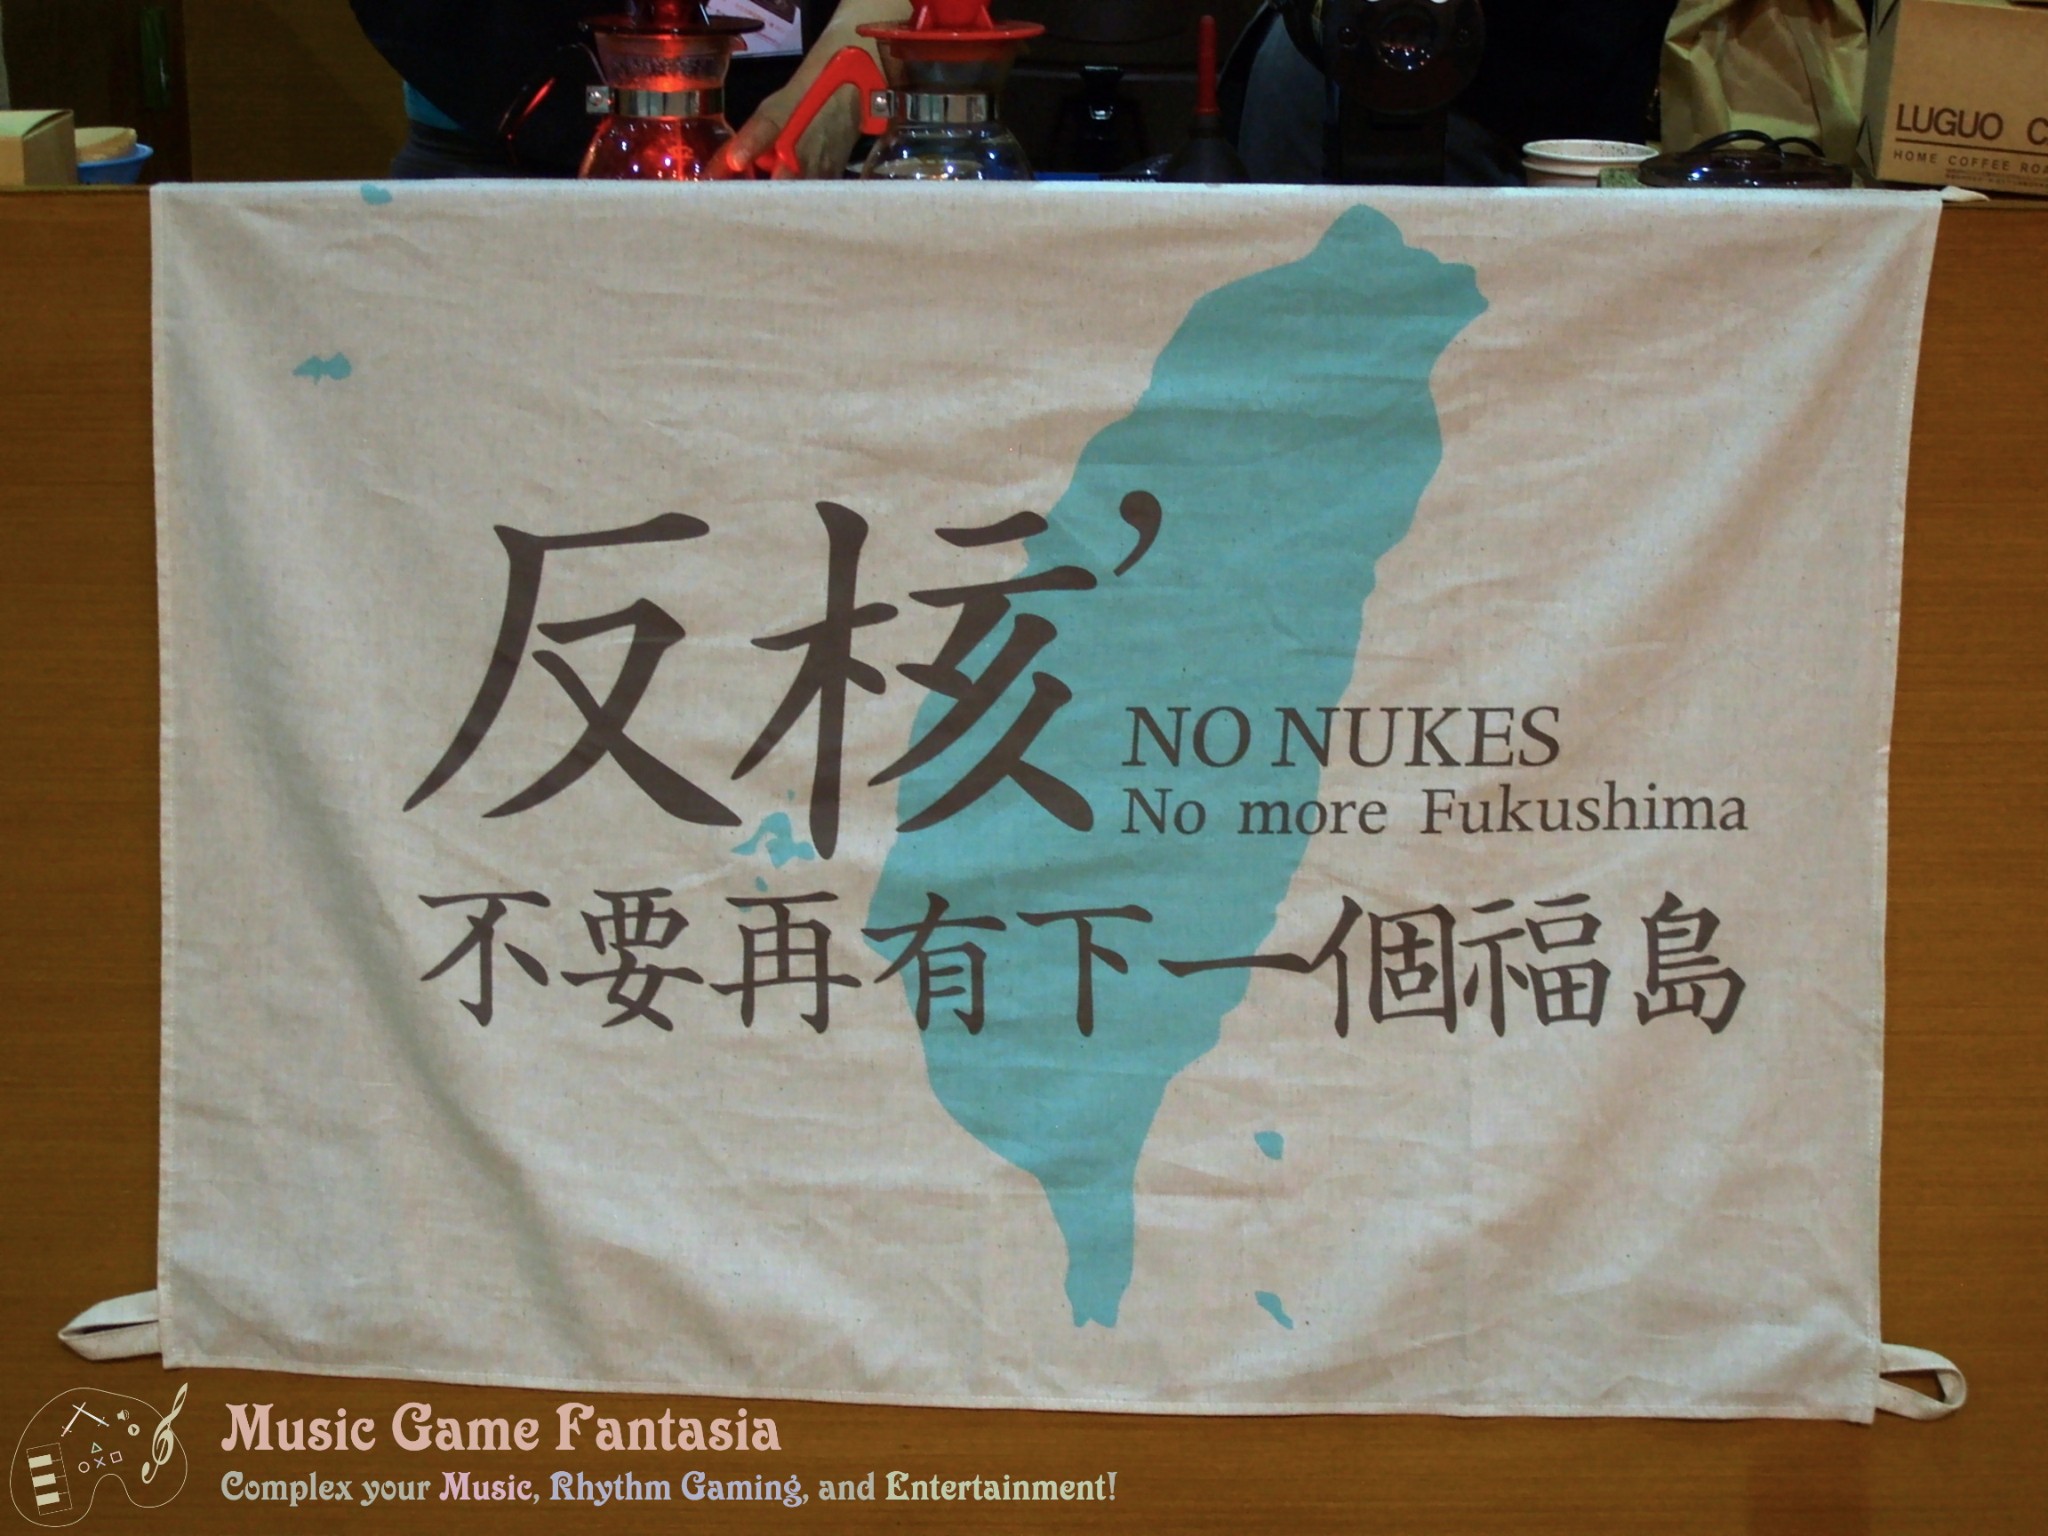 LUGUO C
HOME COFFEE ROA
反核,
NO NUKES
No more Fukushima
不要再有下一個福島
Music Game Fantasia
Complex your Music, Rhythm Gaming, and Entertainment!